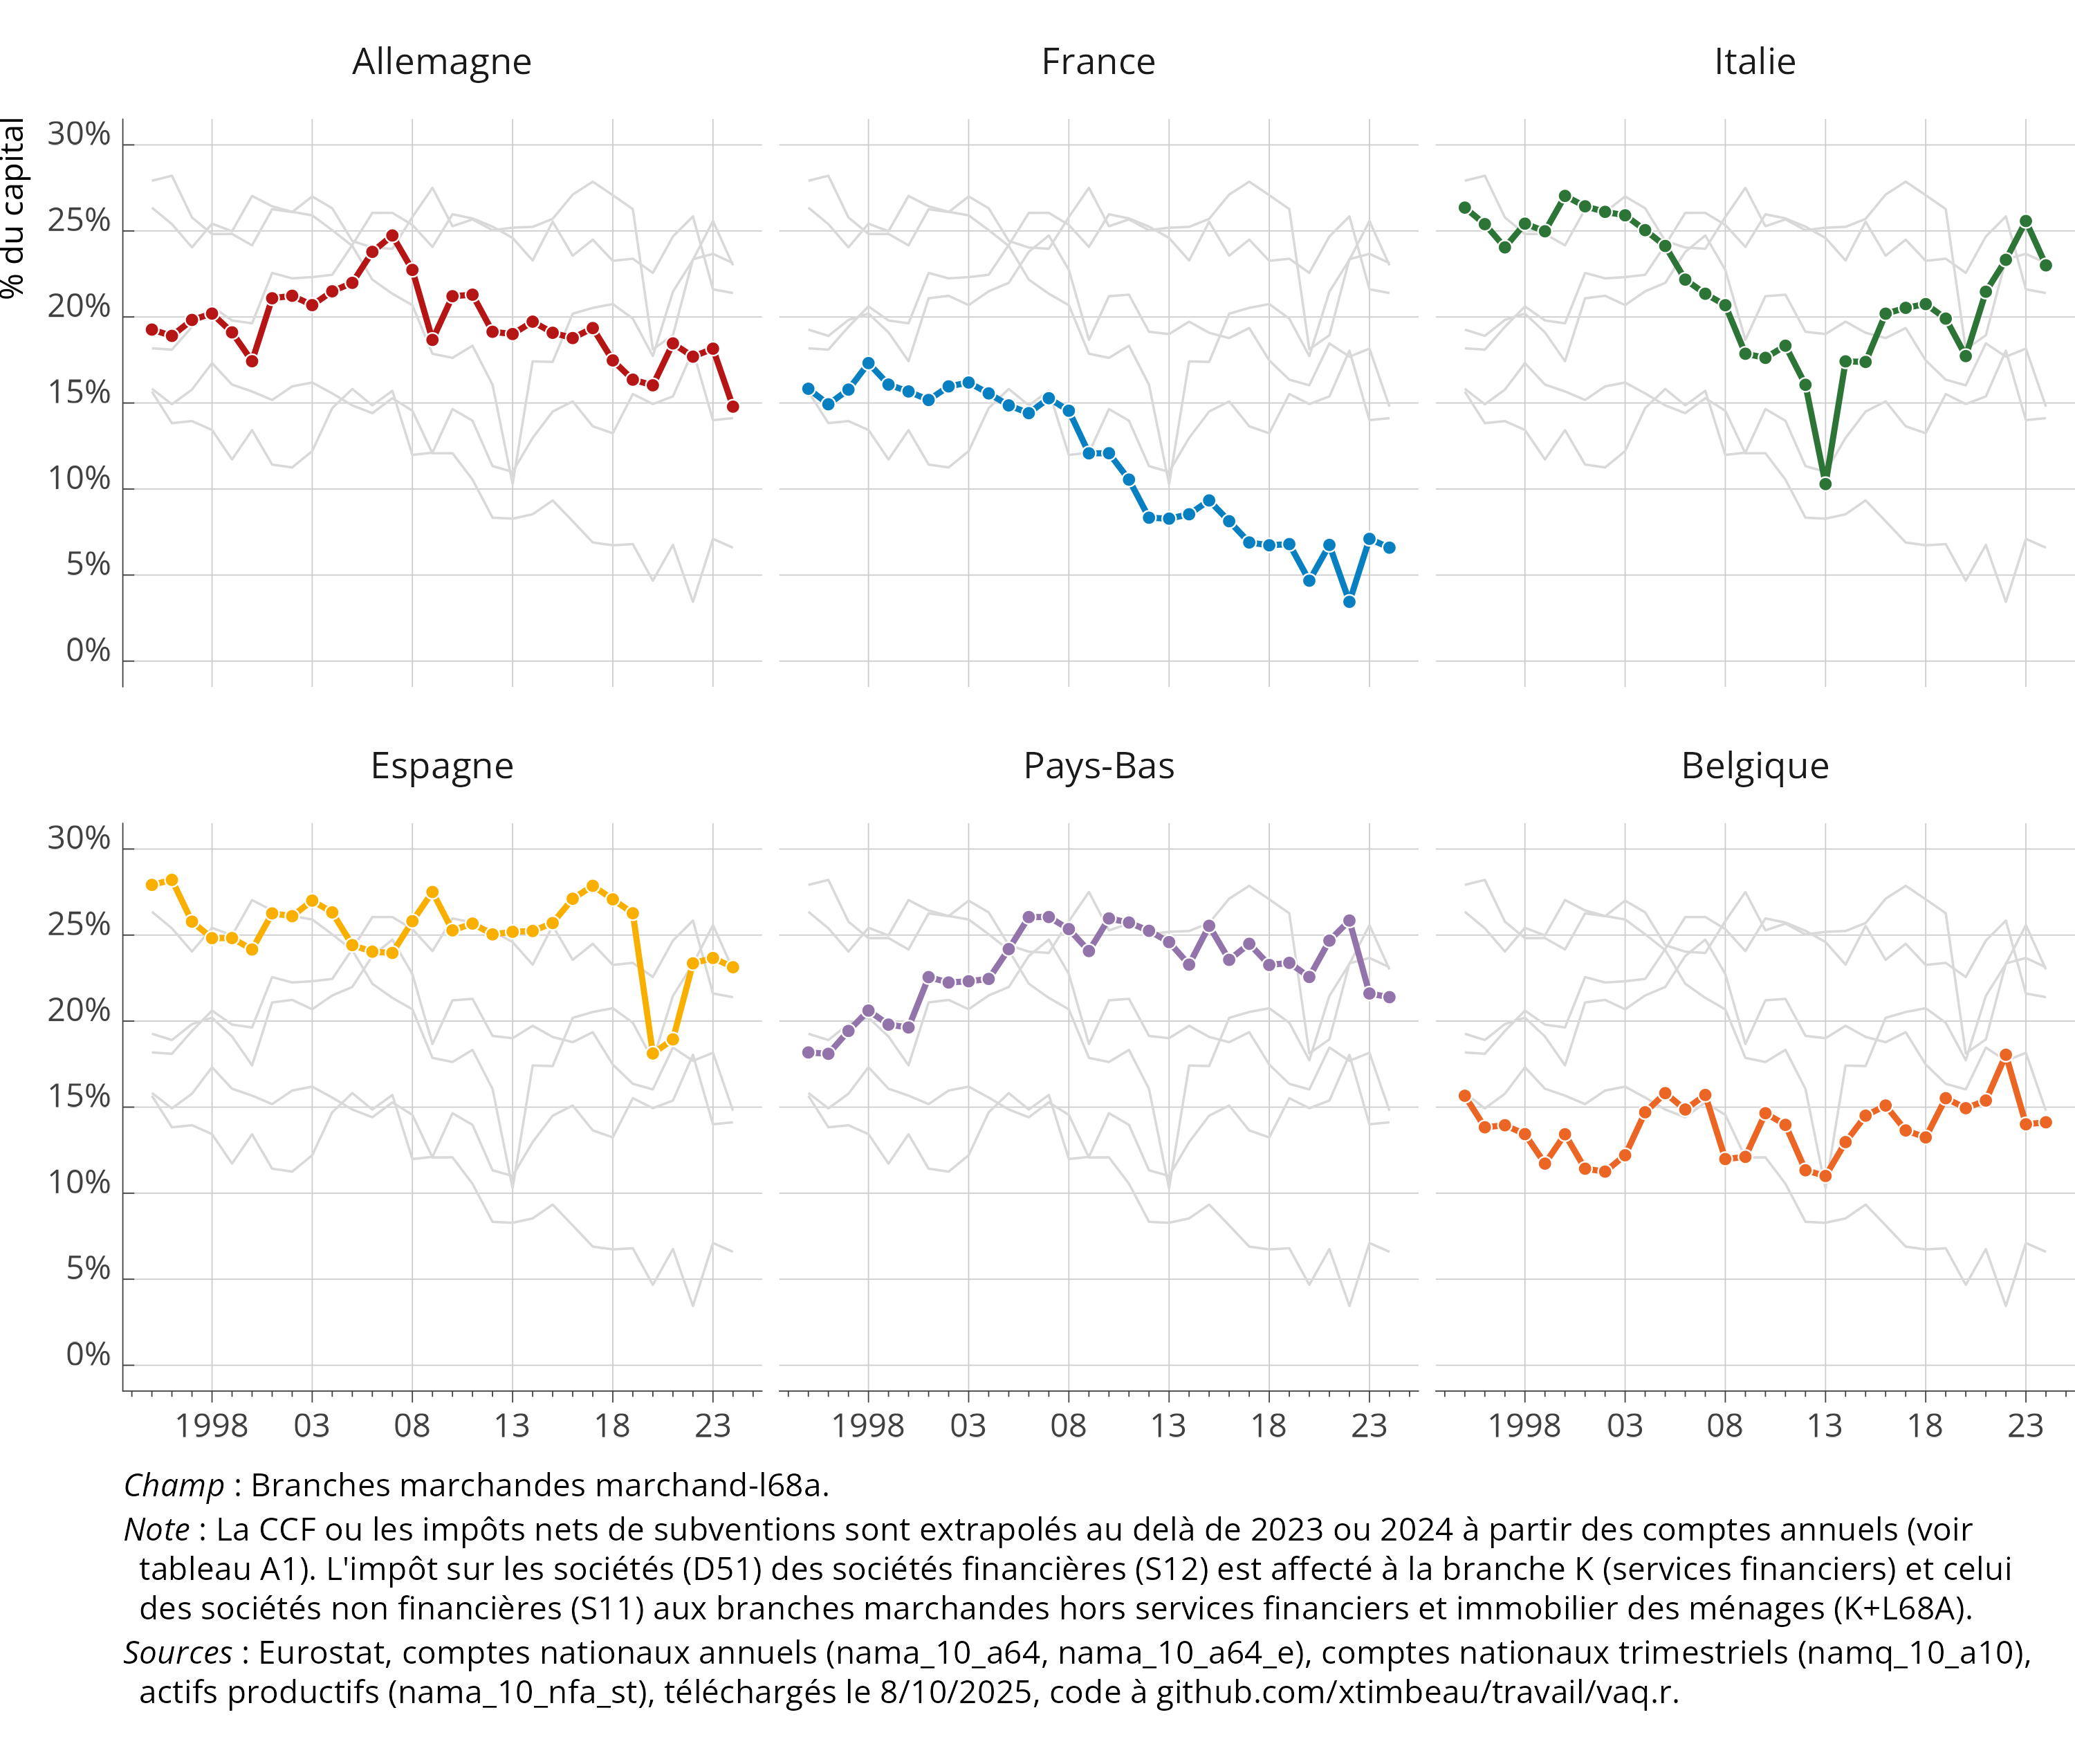 Allemagne
France
Italie
% du capital
30%
25%
20%
15%
10%
5%
0%
Espagne
Pays-Bas
Belgique
30%
25%
20%
15%
10%
5%
0%
1998 03 08 13 18 23
1998 03 08 13 18 23
1998 03 08 13 18 23
Champ : Branches marchandes marchand-l68a.
Note : La CCF ou les impôts nets de subventions sont extrapolés au delà de 2023 ou 2024 à partir des comptes annuels (voir
tableau A1). L'impôt sur les sociétés (D51) des sociétés financières (S12) est affecté à la branche K (services financiers) et celui
des sociétés non financières (S11) aux branches marchandes hors services financiers et immobilier des ménages (K+L68A).
Sources : Eurostat, comptes nationaux annuels (nama_10_a64, nama_10_a64_e), comptes nationaux trimestriels (namq_10_a10),
actifs productifs (nama_10_nfa_st), téléchargés le 8/10/2025, code à github.com/xtimbeau/travail/vaq.r.